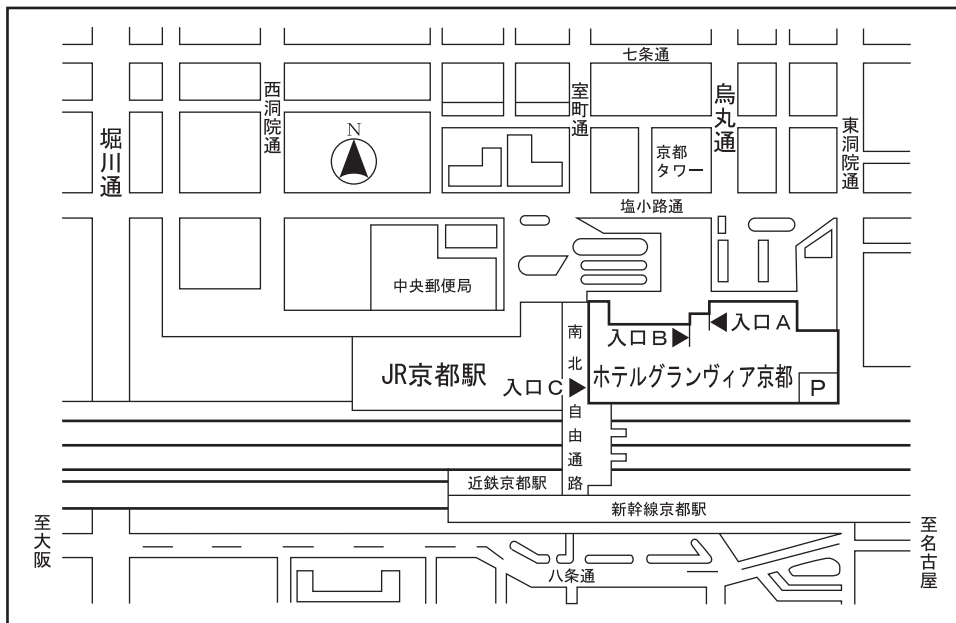 七条通
西洞院通
室町通
烏丸通
東洞院通
堀川通
N
京都
タワー
塩小路通
中央郵便局
入口A
入口B
南北自由通路
JR京都駅
入口C
ホテルグランヴィア京都
P
近鉄京都駅
新幹線京都駅
至大阪
至名古屋
八条通